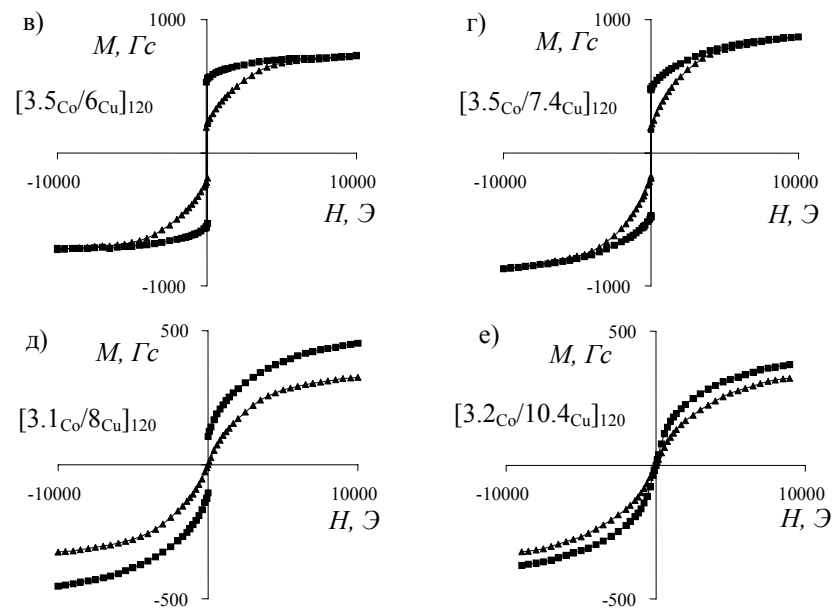 в)
1000
M, Гс
[3.5Co/6Cu]120
-10000
10000
H, Э
-1000
г)
1000
M, Гс
[3.5Co/7.4Cu]120
-10000
10000
H, Э
-1000
д)
500
M, Гс
[3.1Co/8Cu]120
-10000
10000
H, Э
-500
е)
500
M, Гс
[3.2Co/10.4Cu]120
-10000
10000
H, Э
-500